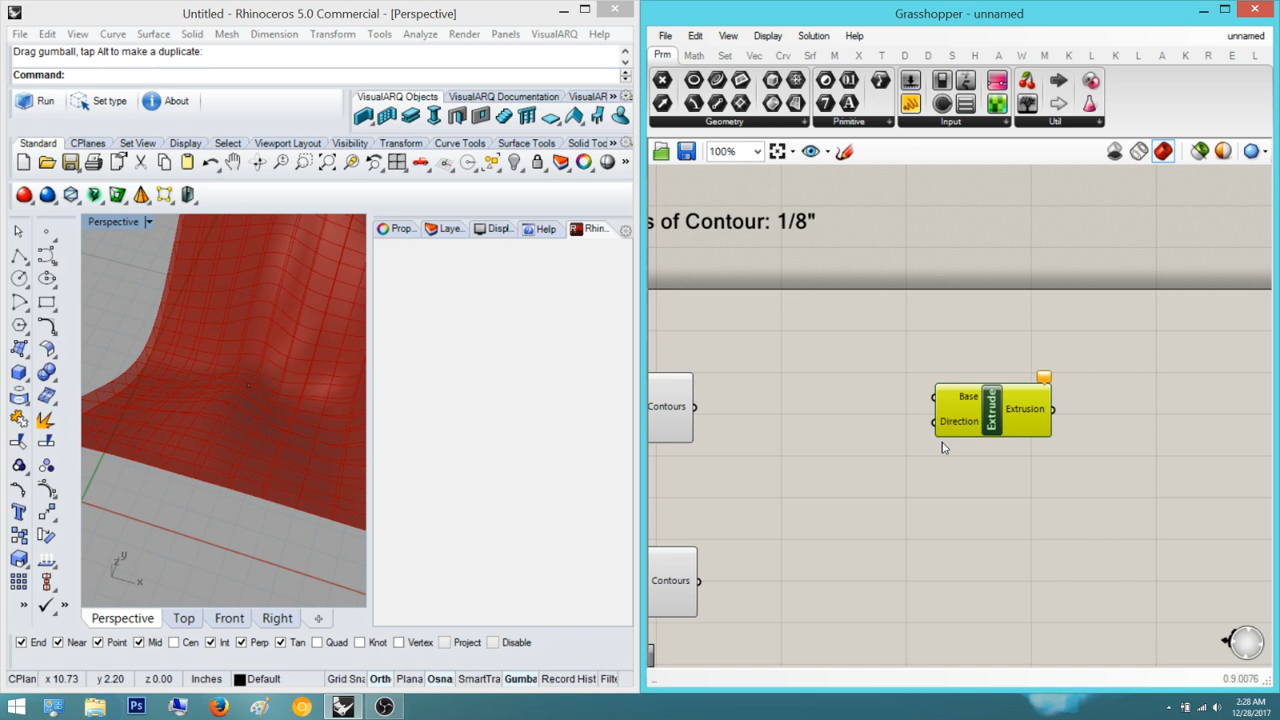 Untitled - Rhinoceros 5.0 Commercial - [Perspective]
File Edit View Curve Surface Solid Mesh Dimension Transform Tools Analyze Render Panels VisualARQ Help
Drag gumball, tap Alt to make a duplicate:
Command:
Run Set type About
VisualARQ Objects VisualARQ Documentation VisualAR
Standard CPlanes Set View Display Select Viewport Layout Visibility Transform Curve Tools Surface Tools Solid Too
Perspective
Prop... Laye... Displ... Help Rhin...
y
z
x
Perspective Top Front Right
End Near Point Mid Cen Int Perp Tan Quad Knot Vertex Project Disable
CPlan x 10.73 y 2.20 z 0.00 Inches Default Grid Sna Orth Plana Osna SmartTra Gumba Record Hist Filte
Grasshopper - unnamed
File Edit View Display Solution Help unnamed
Prm Math Set Vec Crv Srf M X T D D S H A W M K L D A K R E L
Geometry Primitive Input Util
100%
s of Contour: 1/8"
Contours
Base
Direction
Extrude
Extrusion
Contours
0.9.0076
Ps
2:28 AM
12/28/2017